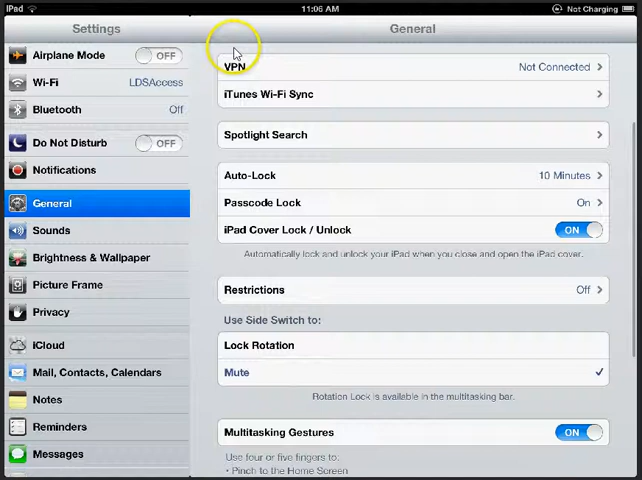 iPad 11:06 AM Not Charging
Settings General
Airplane Mode OFF
Wi-Fi LDSAccess
Bluetooth Off
Do Not Disturb OFF
Notifications
General
Sounds
Brightness & Wallpaper
Picture Frame
Privacy
iCloud
Mail, Contacts, Calendars
Notes
Reminders
Messages
VPN Not Connected
iTunes Wi-Fi Sync
Spotlight Search
Auto-Lock 10 Minutes
Passcode Lock On
iPad Cover Lock / Unlock ON
Automatically lock and unlock your iPad when you close and open the iPad cover.
Restrictions Off
Use Side Switch to:
Lock Rotation
Mute
Rotation Lock is available in the multitasking bar.
Multitasking Gestures ON
Use four or five fingers to:
• Pinch to the Home Screen